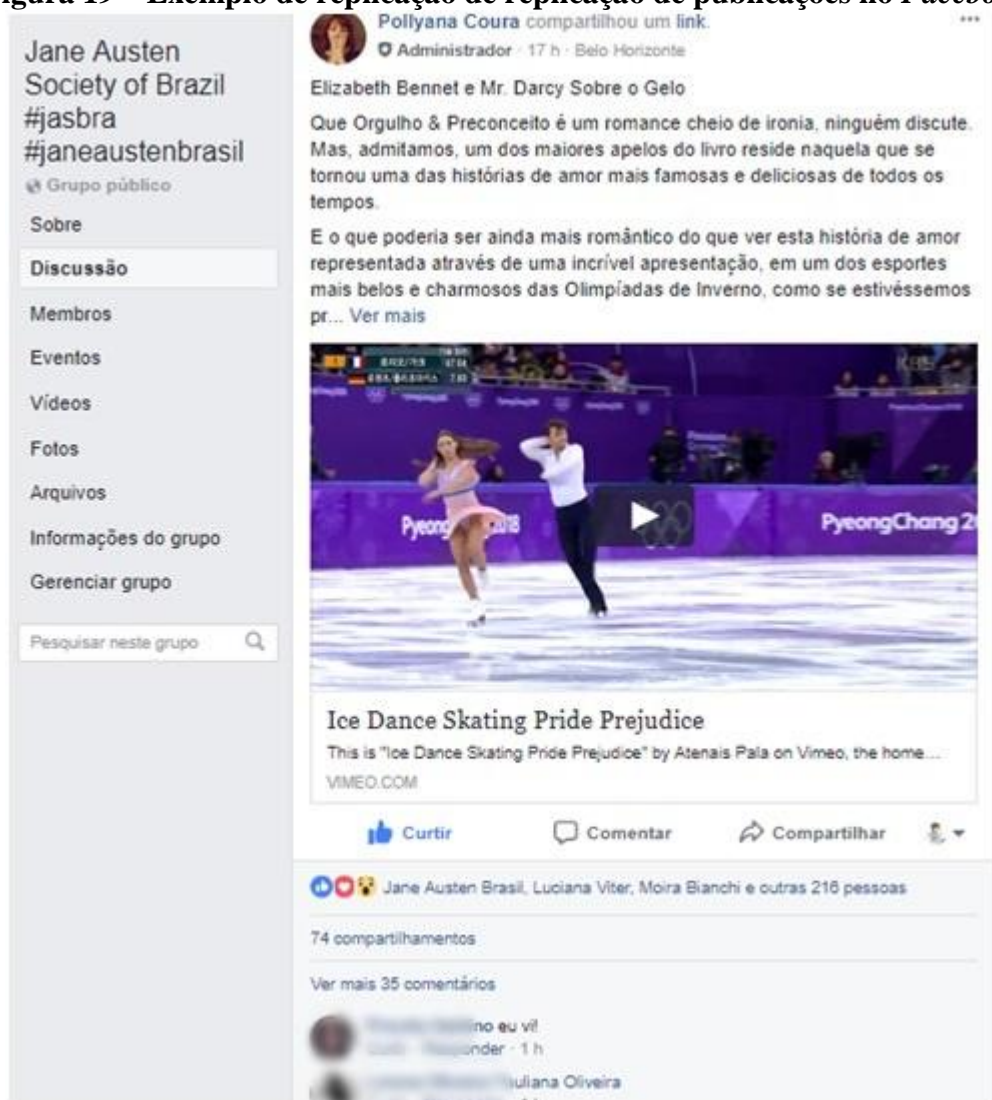 igura 19 – Exemplo de replicação de replicação de publicações no Facebo
Jane Austen
Society of Brazil
#jasbra
#janeaustenbrasil
Grupo público
Sobre
Discussão
Membros
Eventos
Vídeos
Fotos
Arquivos
Informações do grupo
Gerenciar grupo
Pesquisar neste grupo
Pollyana Coura compartilhou um link.
Administrador · 17 h · Belo Horizonte
Elizabeth Bennet e Mr. Darcy Sobre o Gelo
Que Orgulho & Preconceito é um romance cheio de ironia, ninguém discute.
Mas, admitamos, um dos maiores apelos do livro reside naquela que se
tornou uma das histórias de amor mais famosas e deliciosas de todos os
tempos.
E o que poderia ser ainda mais romântico do que ver esta história de amor
representada através de uma incrível apresentação, em um dos esportes
mais belos e charmosos das Olimpíadas de Inverno, como se estivéssemos
pr... Ver mais
KBS
PyeongChang 2
Ice Dance Skating Pride Prejudice
This is "Ice Dance Skating Pride Prejudice" by Atenais Pala on Vimeo, the home...
VIMEO.COM
Curtir
Comentar
Compartilhar
Jane Austen Brasil, Luciana Viter, Moira Bianchi e outras 216 pessoas
74 compartilhamentos
Ver mais 35 comentários
no eu vi!
onder · 1 h
uliana Oliveira